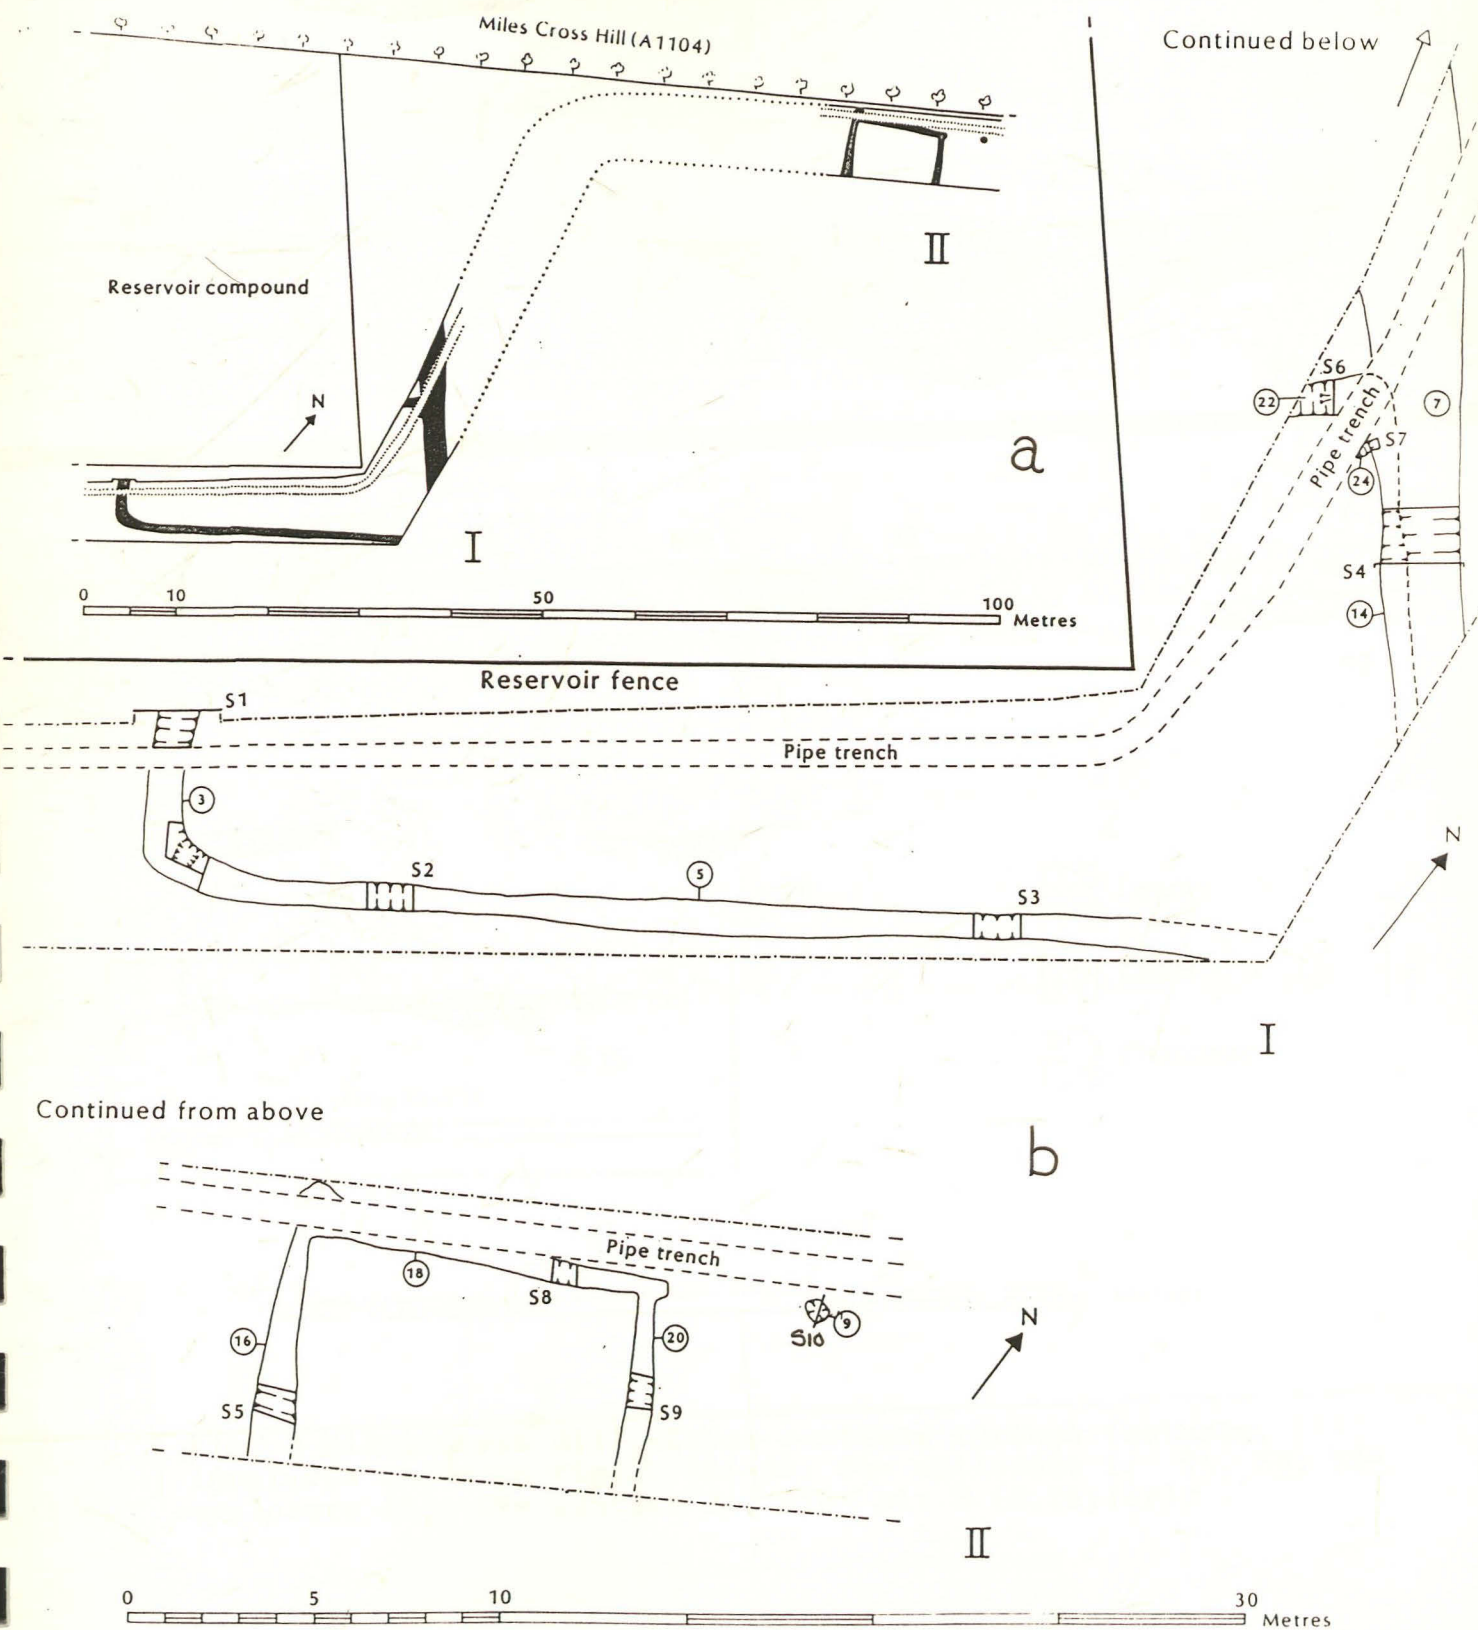 Miles Cross Hill (A1104)
Continued below
II
Reservoir compound
N
a
I
0 10 50 100
Metres
S6
22
7
Pipe trench
S7
24
S4
14
Reservoir fence
S1
Pipe trench
3
S2
5
S3
N
I
Continued from above
b
Pipe trench
18
S8
16
20
S10
9
N
S5
S9
II
0 5 10 30
Metres